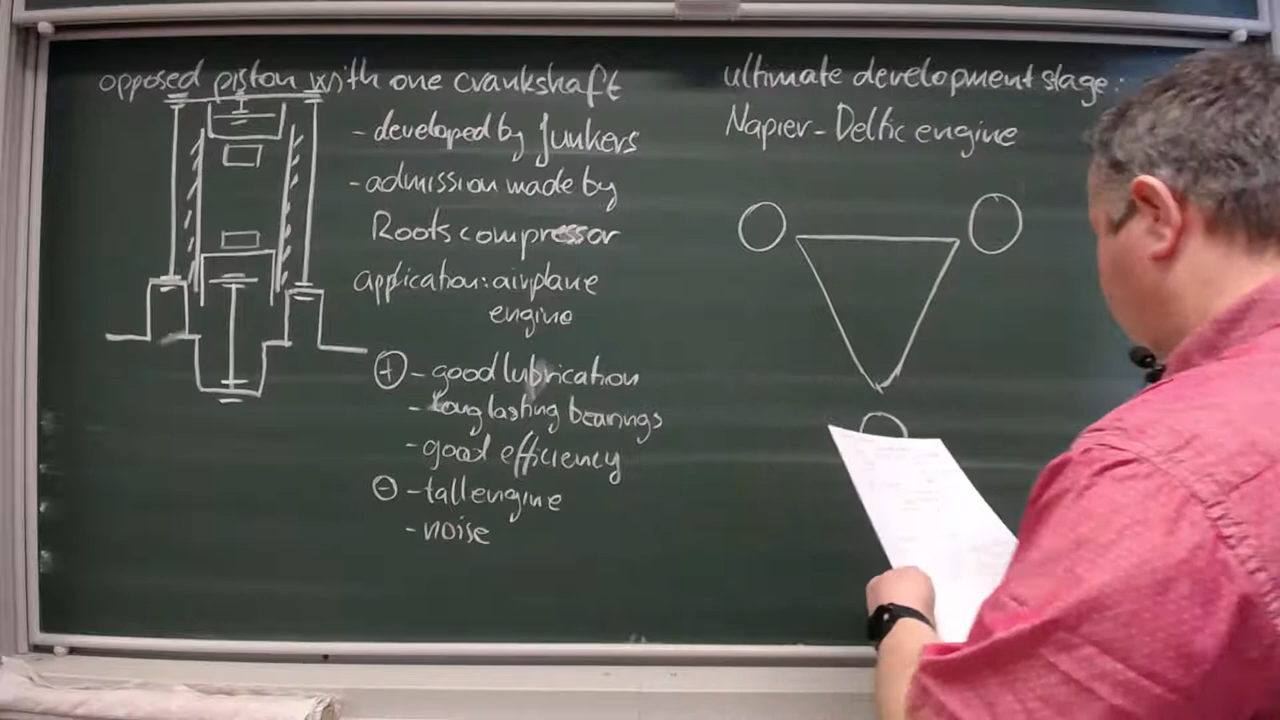 opposed piston with one crankshaft
- developed by Junkers
- admission made by
Roots compressor
application: airplane
engine
⊕ - good lubrication
- long lasting bearings
- good efficiency
⊖ - tall engine
- noise
ultimate development stage:
Napier - Deltic engine